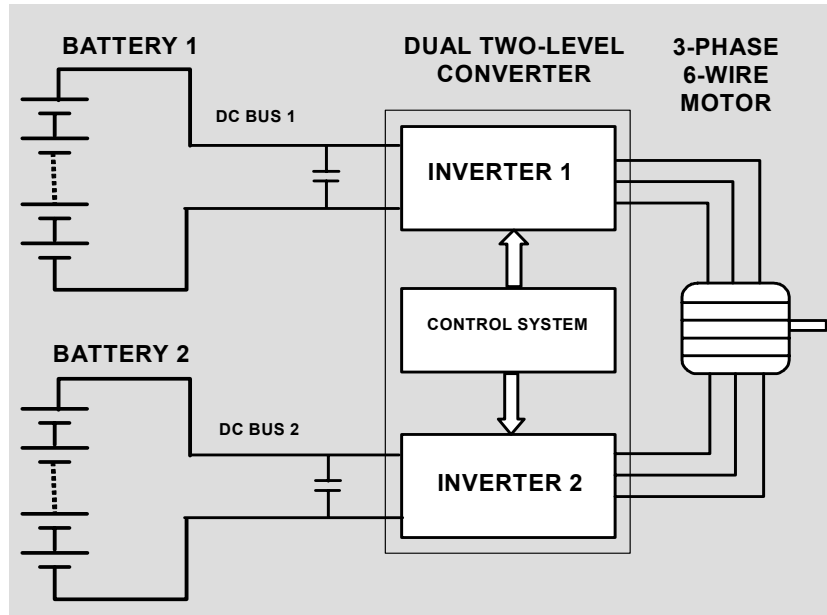 BATTERY 1
DUAL TWO-LEVEL
CONVERTER
3-PHASE
6-WIRE
MOTOR
DC BUS 1
INVERTER 1
CONTROL SYSTEM
BATTERY 2
DC BUS 2
INVERTER 2